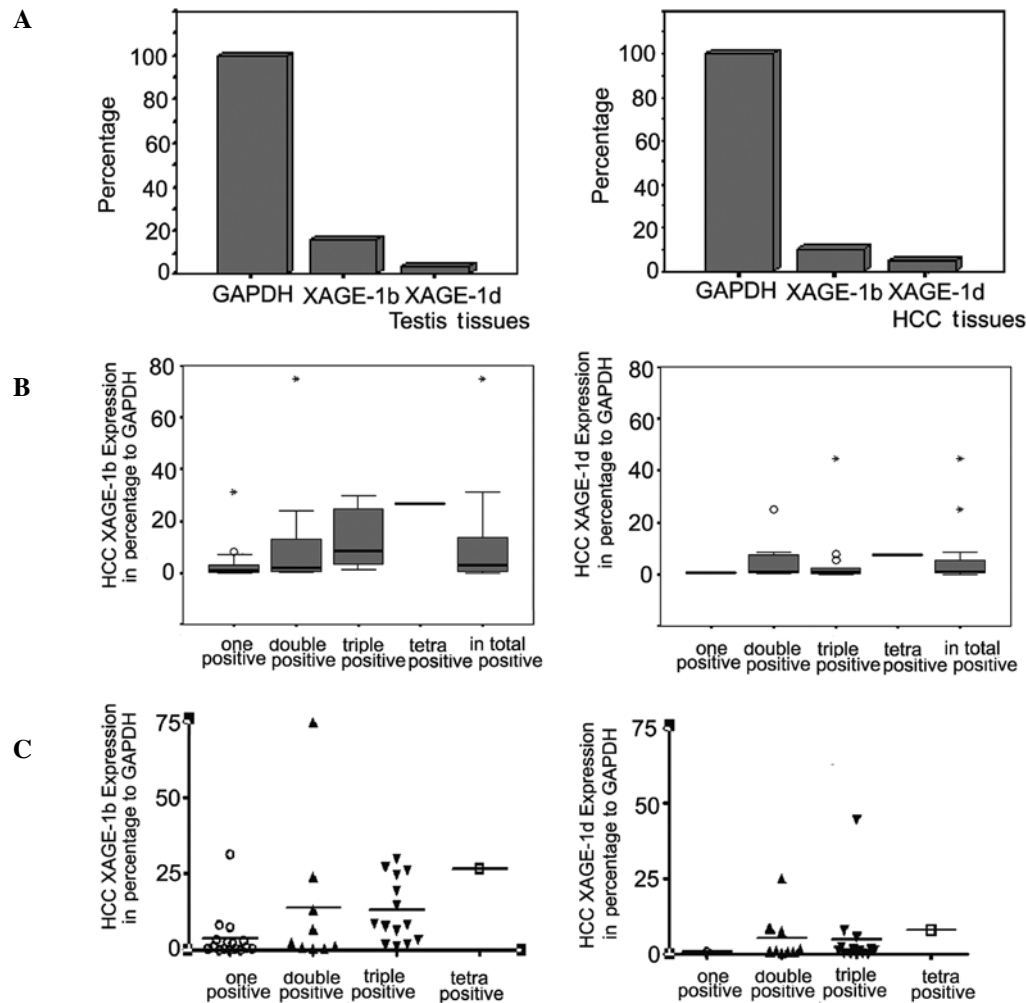 A
Percentage
100
80
60
40
20
0
GAPDH XAGE-1b XAGE-1d
Testis tissues
Percentage
100
80
60
40
20
0
GAPDH XAGE-1b XAGE-1d
HCC tissues
B
HCC XAGE-1b Expression
in percentage to GAPDH
80
60
40
20
0
one double triple tetra in total
positive positive positive positive positive
HCC XAGE-1d Expression
in percentage to GAPDH
80
60
40
20
0
one double triple tetra in total
positive positive positive positive positive
C
HCC XAGE-1b Expression
in percentage to GAPDH
75
50
25
0
one double triple tetra
positive positive positive positive
HCC XAGE-1d Expression
in percentage to GAPDH
75
50
25
0
one double triple tetra
positive positive positive positive